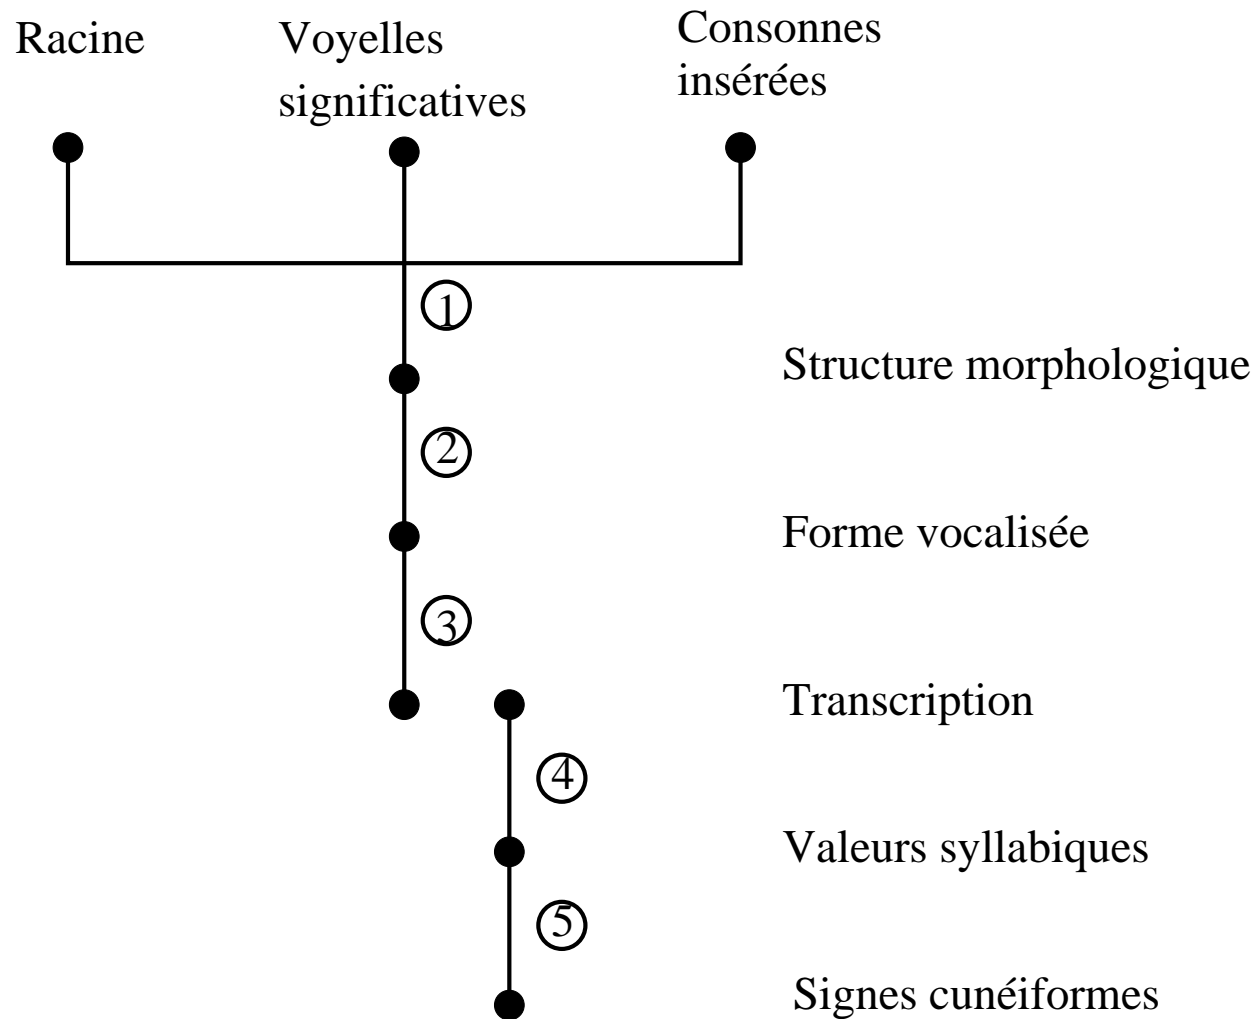 Racine
Voyelles
significatives
Consonnes
insérées
1
Structure morphologique
2
Forme vocalisée
3
Transcription
4
Valeurs syllabiques
5
Signes cunéiformes